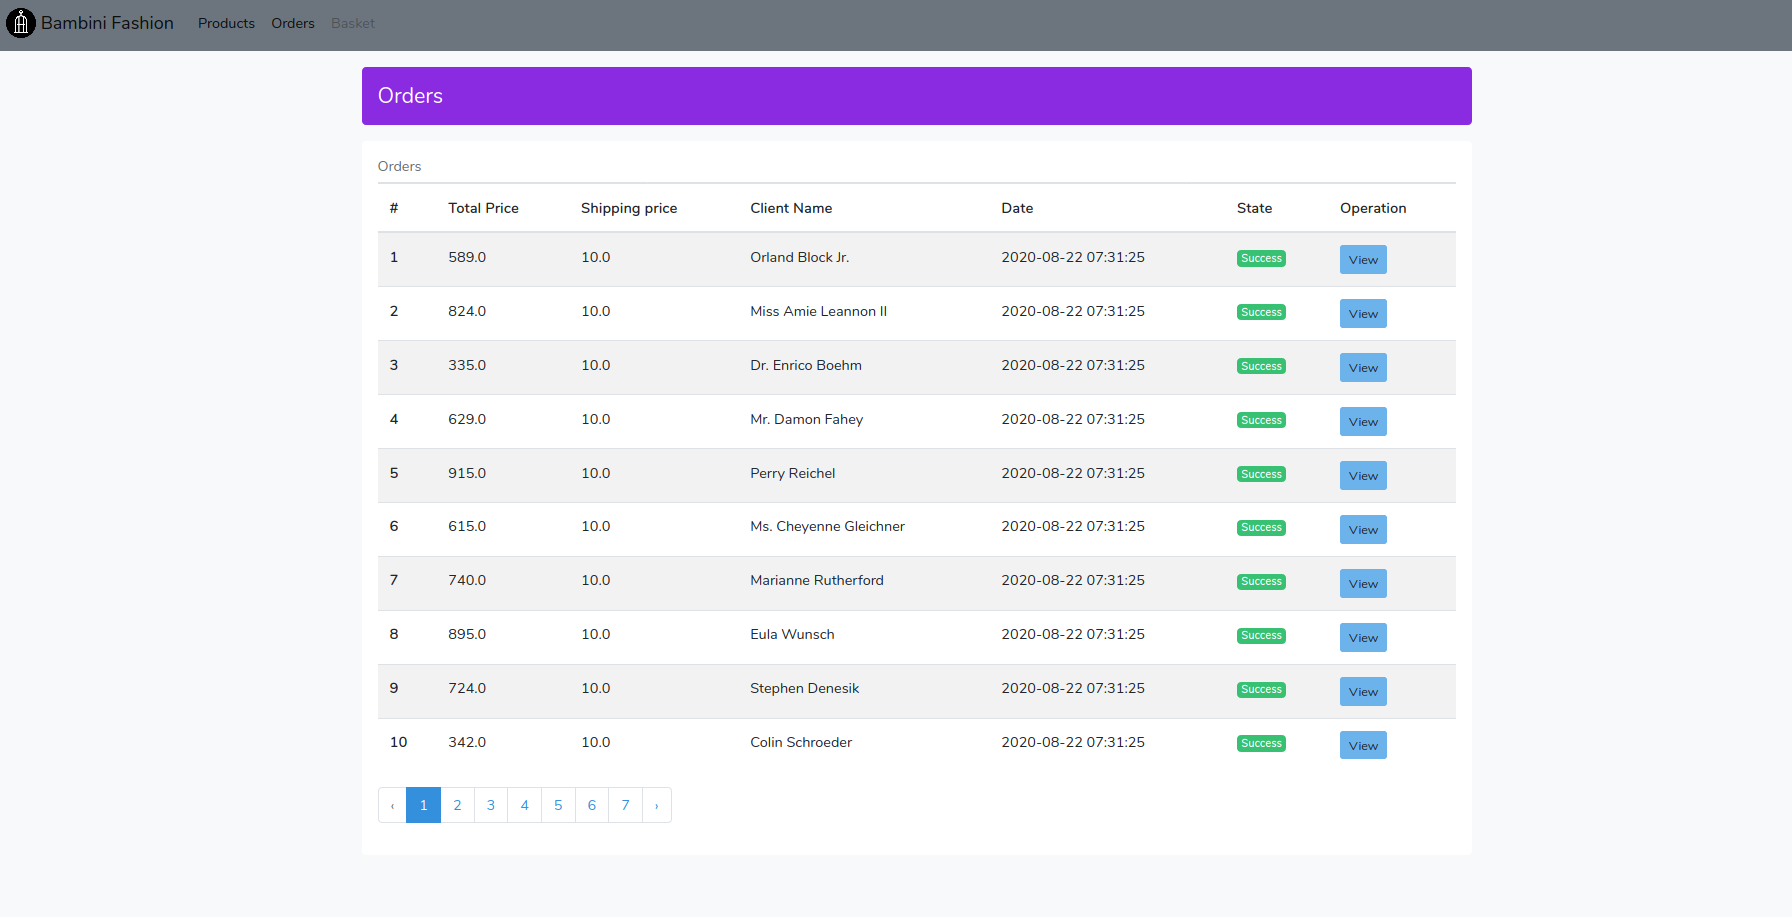 Bambini Fashion Products Orders Basket
Orders
Orders
# Total Price Shipping price Client Name Date State Operation
1 589.0 10.0 Orland Block Jr. 2020-08-22 07:31:25 Success View
2 824.0 10.0 Miss Amie Leannon II 2020-08-22 07:31:25 Success View
3 335.0 10.0 Dr. Enrico Boehm 2020-08-22 07:31:25 Success View
4 629.0 10.0 Mr. Damon Fahey 2020-08-22 07:31:25 Success View
5 915.0 10.0 Perry Reichel 2020-08-22 07:31:25 Success View
6 615.0 10.0 Ms. Cheyenne Gleichner 2020-08-22 07:31:25 Success View
7 740.0 10.0 Marianne Rutherford 2020-08-22 07:31:25 Success View
8 895.0 10.0 Eula Wunsch 2020-08-22 07:31:25 Success View
9 724.0 10.0 Stephen Denesik 2020-08-22 07:31:25 Success View
10 342.0 10.0 Colin Schroeder 2020-08-22 07:31:25 Success View
‹ 1 2 3 4 5 6 7 ›